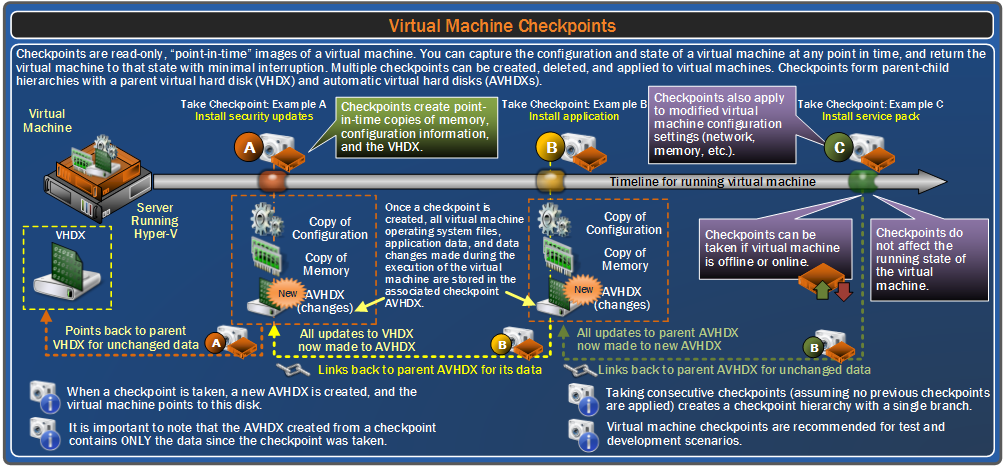 Virtual Machine Checkpoints
Checkpoints are read-only, “point-in-time” images of a virtual machine. You can capture the configuration and state of a virtual machine at any point in time, and return the
virtual machine to that state with minimal interruption. Multiple checkpoints can be created, deleted, and applied to virtual machines. Checkpoints form parent-child
hierarchies with a parent virtual hard disk (VHDX) and automatic virtual hard disks (AVHDXs).
Virtual
Machine
Take Checkpoint: Example A
Install security updates
Checkpoints create point-
in-time copies of memory,
configuration information,
and the VHDX.
Take Checkpoint: Example B
Install application
Checkpoints also apply
to modified virtual
machine configuration
settings (network,
memory, etc.).
Take Checkpoint: Example C
Install service pack
A
B
C
Timeline for running virtual machine
Server
Running
Hyper-V
VHDX
Copy of
Configuration
Copy of
Memory
New
AVHDX
(changes)
Once a checkpoint is
created, all virtual machine
operating system files,
application data, and data
changes made during the
execution of the virtual
machine are stored in the
associated checkpoint
AVHDX.
Copy of
Configuration
Copy of
Memory
New
AVHDX
(changes)
Checkpoints can be
taken if virtual machine
is offline or online.
Checkpoints do
not affect the
running state of
the virtual
machine.
Points back to parent
VHDX for unchanged data
A
All updates to VHDX
now made to AVHDX
B
Links back to parent AVHDX for its data
All updates to parent AVHDX
now made to new AVHDX
B
Links back to parent AVHDX for unchanged data
When a checkpoint is taken, a new AVHDX is created, and the
virtual machine points to this disk.
It is important to note that the AVHDX created from a checkpoint
contains ONLY the data since the checkpoint was taken.
Taking consecutive checkpoints (assuming no previous checkpoints
are applied) creates a checkpoint hierarchy with a single branch.
Virtual machine checkpoints are recommended for test and
development scenarios.